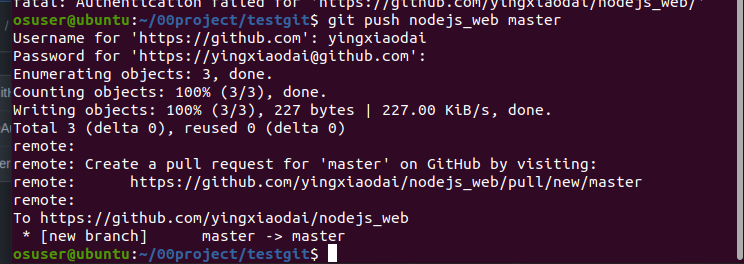 fatal: Authentication failed for 'https://github.com/yingxiaodai/nodejs_web/'
osuser@ubuntu:~/00project/testgit$ git push nodejs_web master
Username for 'https://github.com': yingxiaodai
Password for 'https://yingxiaodai@github.com':
Enumerating objects: 3, done.
Counting objects: 100% (3/3), done.
Writing objects: 100% (3/3), 227 bytes | 227.00 KiB/s, done.
Total 3 (delta 0), reused 0 (delta 0)
remote:
remote: Create a pull request for 'master' on GitHub by visiting:
remote:      https://github.com/yingxiaodai/nodejs_web/pull/new/master
remote:
To https://github.com/yingxiaodai/nodejs_web
 * [new branch]      master -> master
osuser@ubuntu:~/00project/testgit$